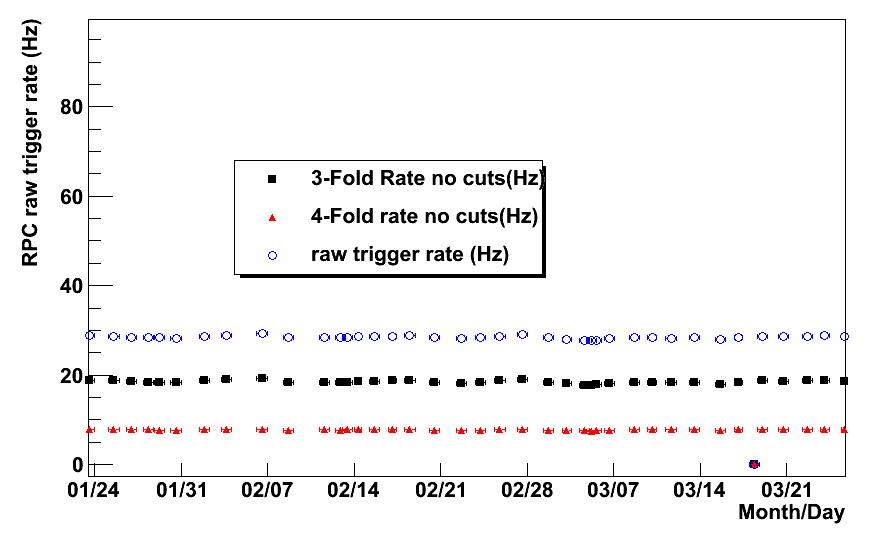 RPC raw trigger rate (Hz)
80
60
40
20
0
3-Fold Rate no cuts(Hz)
4-Fold rate no cuts(Hz)
raw trigger rate (Hz)
01/24 01/31 02/07 02/14 02/21 02/28 03/07 03/14 03/21
Month/Day